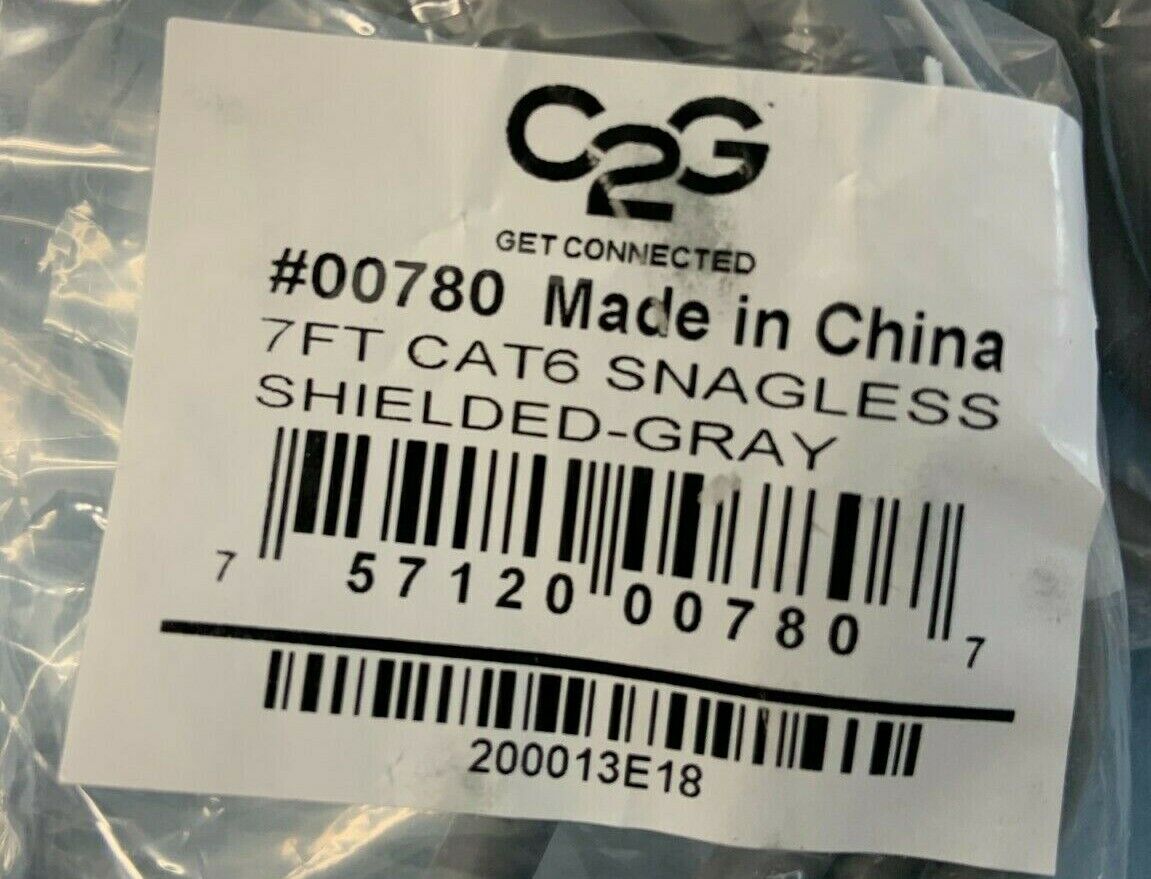 C2G
GET CONNECTED
#00780 Made in China
7FT CAT6 SNAGLESS
SHIELDED-GRAY
7 57120 00780 7
200013E18